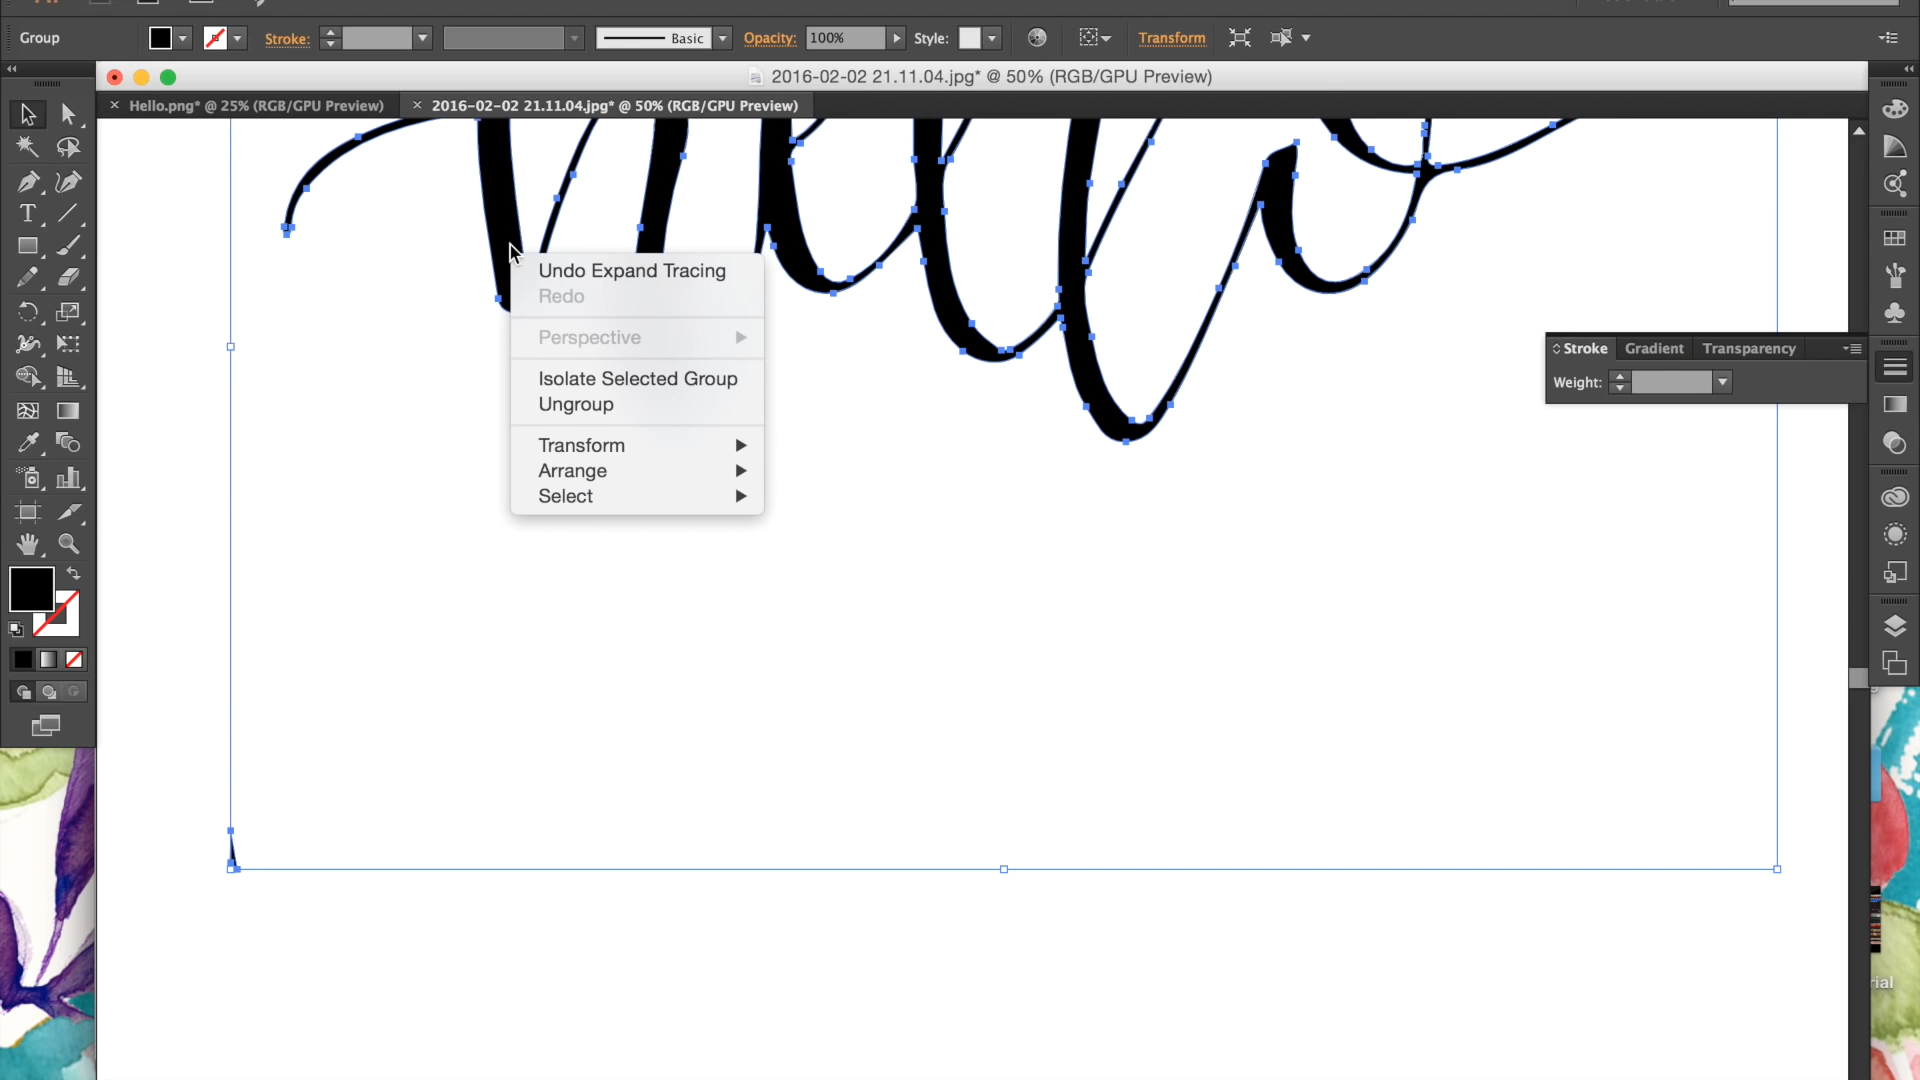 Group
Stroke:
Basic
Opacity:
100%
Style:
Transform
2016-02-02 21.11.04.jpg* @ 50% (RGB/GPU Preview)
Hello.png* @ 25% (RGB/GPU Preview)
2016-02-02 21.11.04.jpg* @ 50% (RGB/GPU Preview)
Undo Expand Tracing
Redo
Perspective
Isolate Selected Group
Ungroup
Transform
Arrange
Select
Stroke
Gradient
Transparency
Weight:
rial